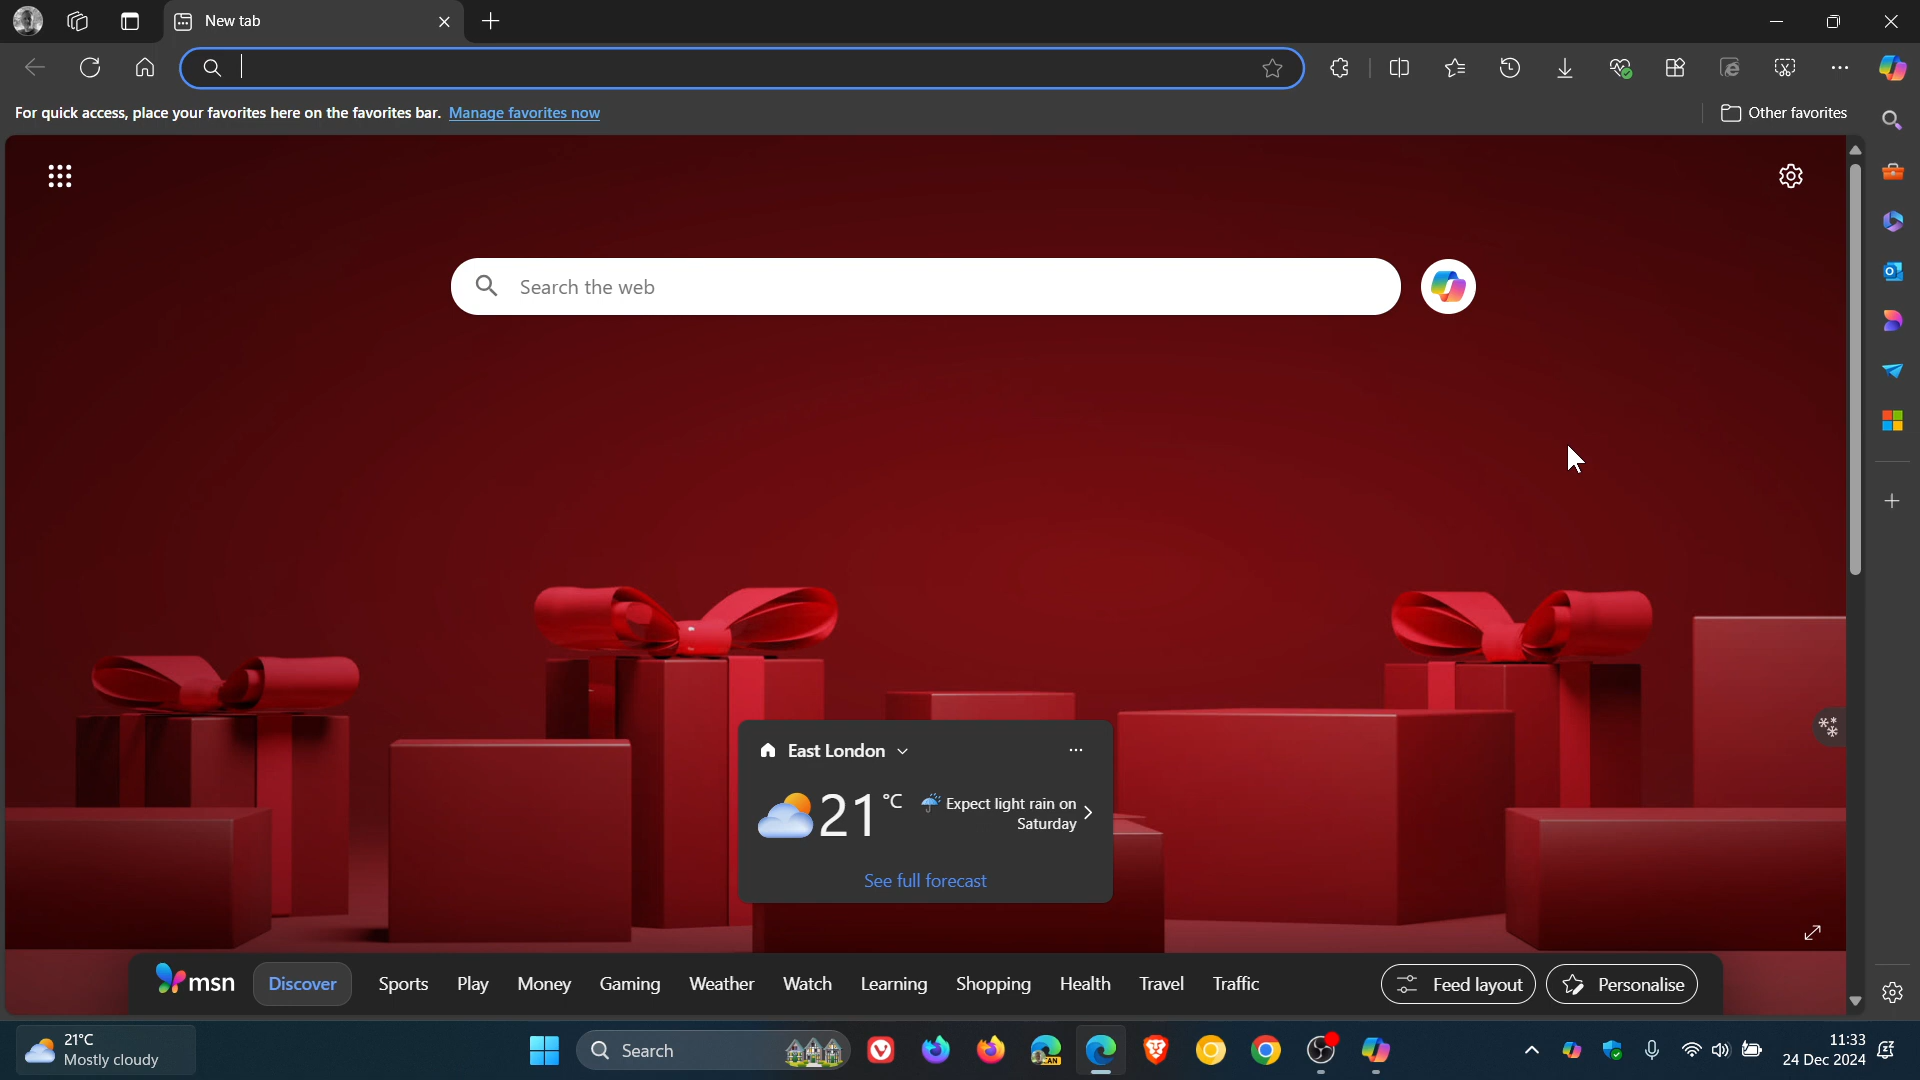 New tab
For quick access, place your favorites here on the favorites bar. Manage favorites now
Other favorites
Search the web
East London
21 °C
Expect light rain on
Saturday
See full forecast
msn Discover Sports Play Money Gaming Weather Watch Learning Shopping Health Travel Traffic Feed layout Personalise
21°C
Mostly cloudy
Search
CAN
11:33
24 Dec 2024